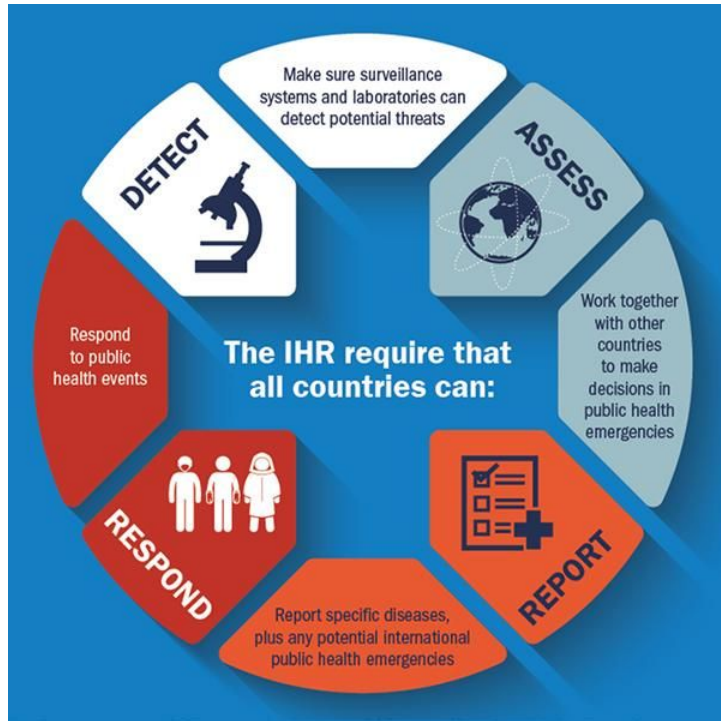 DETECT
Make sure surveillance
systems and laboratories can
detect potential threats
ASSESS
Work together
with other
countries
to make
decisions in
public health
emergencies
The IHR require that
all countries can:
REPORT
Report specific diseases,
plus any potential international
public health emergencies
RESPOND
Respond
to public
health events